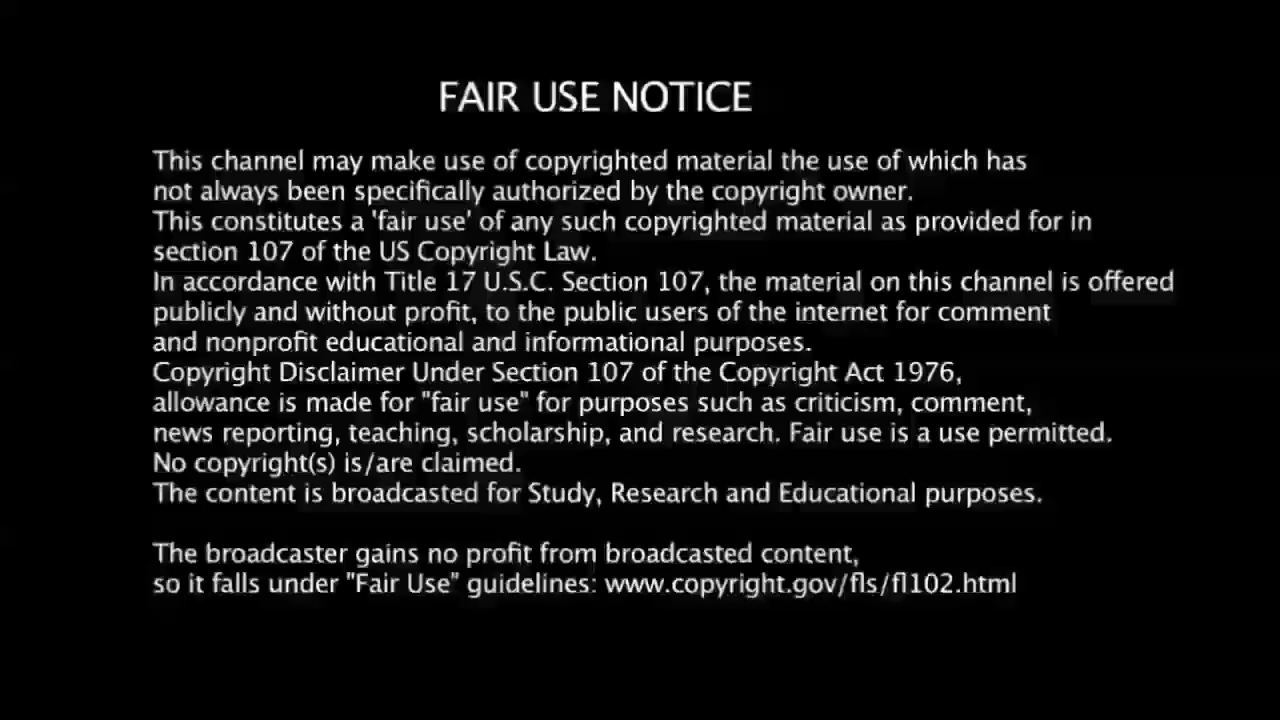 FAIR USE NOTICE
This channel may make use of copyrighted material the use of which has
not always been specifically authorized by the copyright owner.
This constitutes a 'fair use' of any such copyrighted material as provided for in
section 107 of the US Copyright Law.
In accordance with Title 17 U.S.C. Section 107, the material on this channel is offered
publicly and without profit, to the public users of the internet for comment
and nonprofit educational and informational purposes.
Copyright Disclaimer Under Section 107 of the Copyright Act 1976,
allowance is made for "fair use" for purposes such as criticism, comment,
news reporting, teaching, scholarship, and research. Fair use is a use permitted.
No copyright(s) is/are claimed.
The content is broadcasted for Study, Research and Educational purposes.
The broadcaster gains no profit from broadcasted content,
so it falls under "Fair Use" guidelines: www.copyright.gov/fls/fl102.html